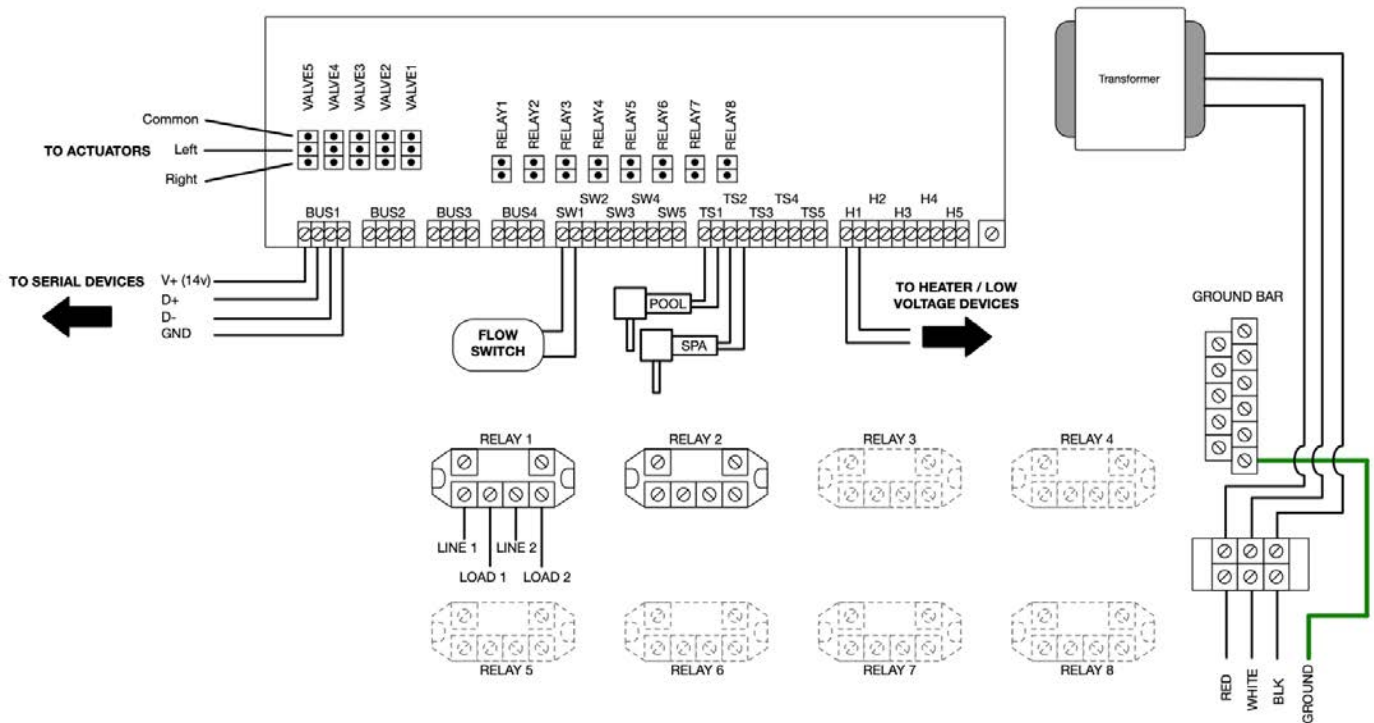 Transformer
VALVE5
VALVE4
VALVE3
VALVE2
VALVE1
RELAY1
RELAY2
RELAY3
RELAY4
RELAY5
RELAY6
RELAY7
RELAY8
Common
TO ACTUATORS
Left
Right
SW2
SW4
TS2
TS4
H2
H4
BUS1
BUS2
BUS3
BUS4
SW1
SW3
SW5
TS1
TS3
TS5
H1
H3
H5
TO SERIAL DEVICES
V+ (14v)
D+
D-
GND
FLOW
SWITCH
POOL
SPA
TO HEATER / LOW
VOLTAGE DEVICES
GROUND BAR
RELAY 1
RELAY 2
RELAY 3
RELAY 4
LINE 1
LINE 2
LOAD 1
LOAD 2
RELAY 5
RELAY 6
RELAY 7
RELAY 8
RED
WHITE
BLK
GROUND